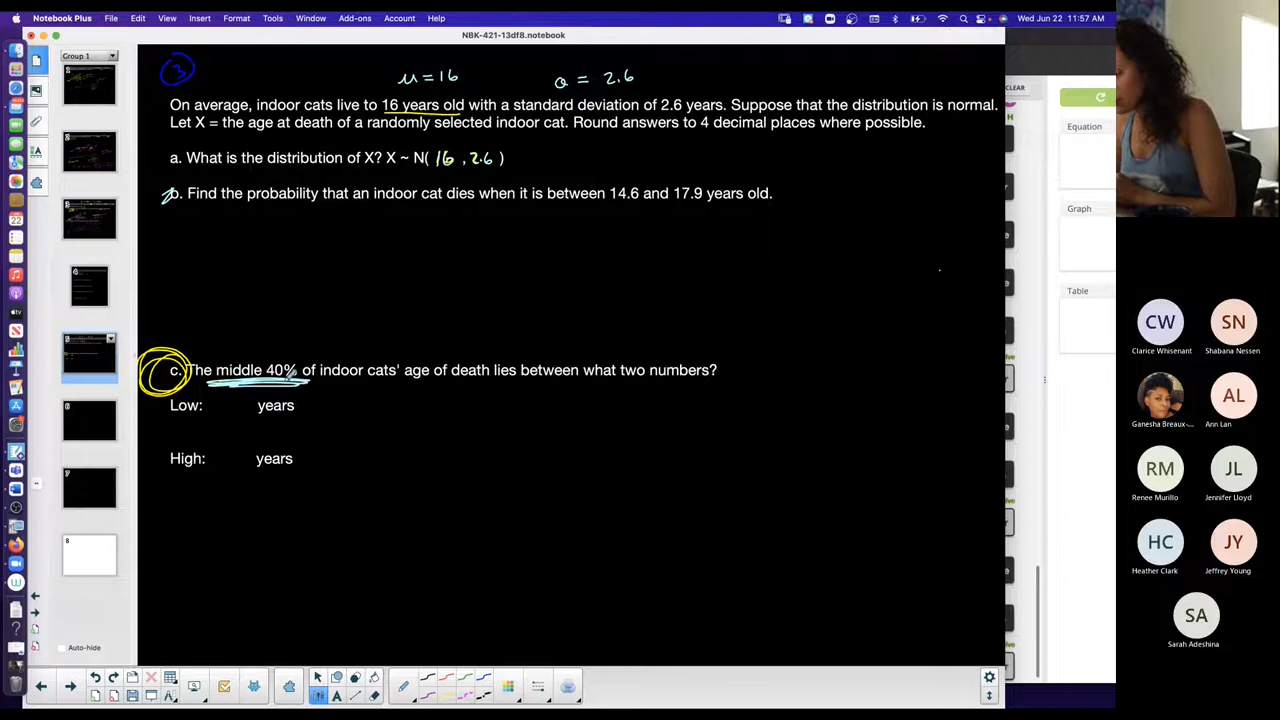 Notebook Plus File Edit View Insert Format Tools Window Add-ons Account Help Wed Jun 22 11:57 AM
NBK-421-13df8.notebook
Group 1
3
μ = 16 σ = 2.6
On average, indoor cats live to 16 years old with a standard deviation of 2.6 years. Suppose that the distribution is normal.
Let X = the age at death of a randomly selected indoor cat. Round answers to 4 decimal places where possible.
a. What is the distribution of X? X ~ N( 16 , 2.6 )
b. Find the probability that an indoor cat dies when it is between 14.6 and 17.9 years old.
c. The middle 40% of indoor cats' age of death lies between what two numbers?
Low: years
High: years
Auto-hide
Equation
Graph
Table
CW
Clarice Whisenant
SN
Shabana Nessen
Ganesha Breaux-...
AL
Ann Lan
RM
Renee Murillo
JL
Jennifer Lloyd
HC
Heather Clark
JY
Jeffrey Young
SA
Sarah Adeshina
22
6
7
8